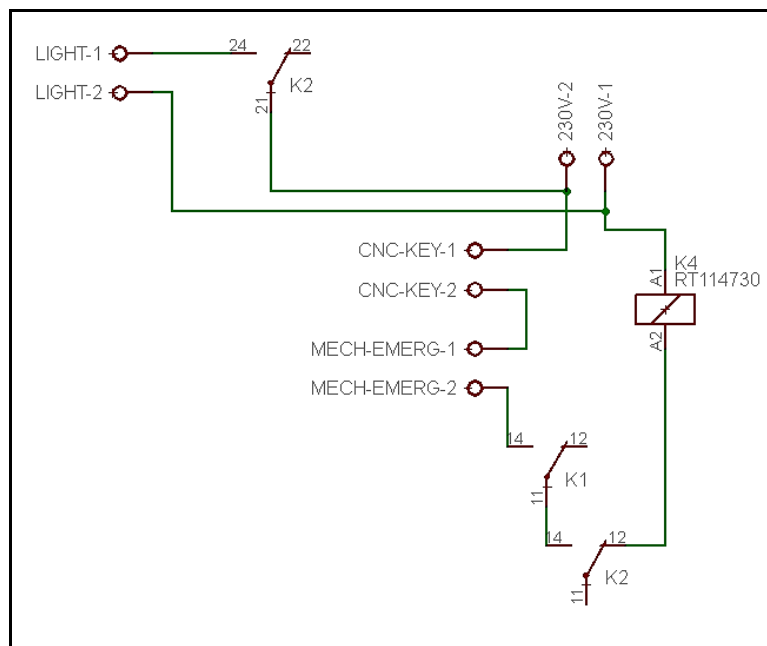 LIGHT-1
24
22
K2
21
LIGHT-2
230V-2
230V-1
CNC-KEY-1
CNC-KEY-2
K4
RT114730
A1
A2
MECH-EMERG-1
MECH-EMERG-2
14
12
K1
11
14
12
K2
11